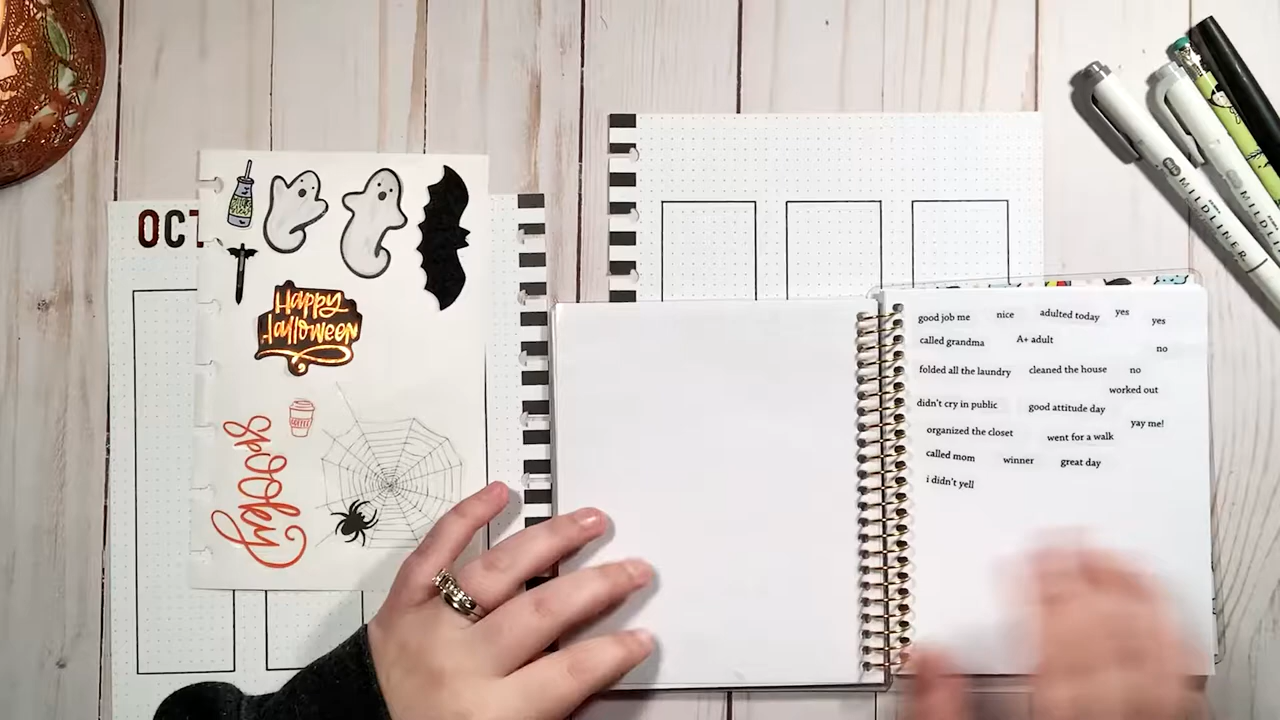 OCT
Happy
Halloween
COFFEE
spooky
good job me nice adulted today yes yes
called grandma A+ adult no
folded all the laundry cleaned the house no
worked out
didn't cry in public good attitude day
yay me!
organized the closet went for a walk
called mom winner great day
i didn't yell
MILDLINER
MILDLINER